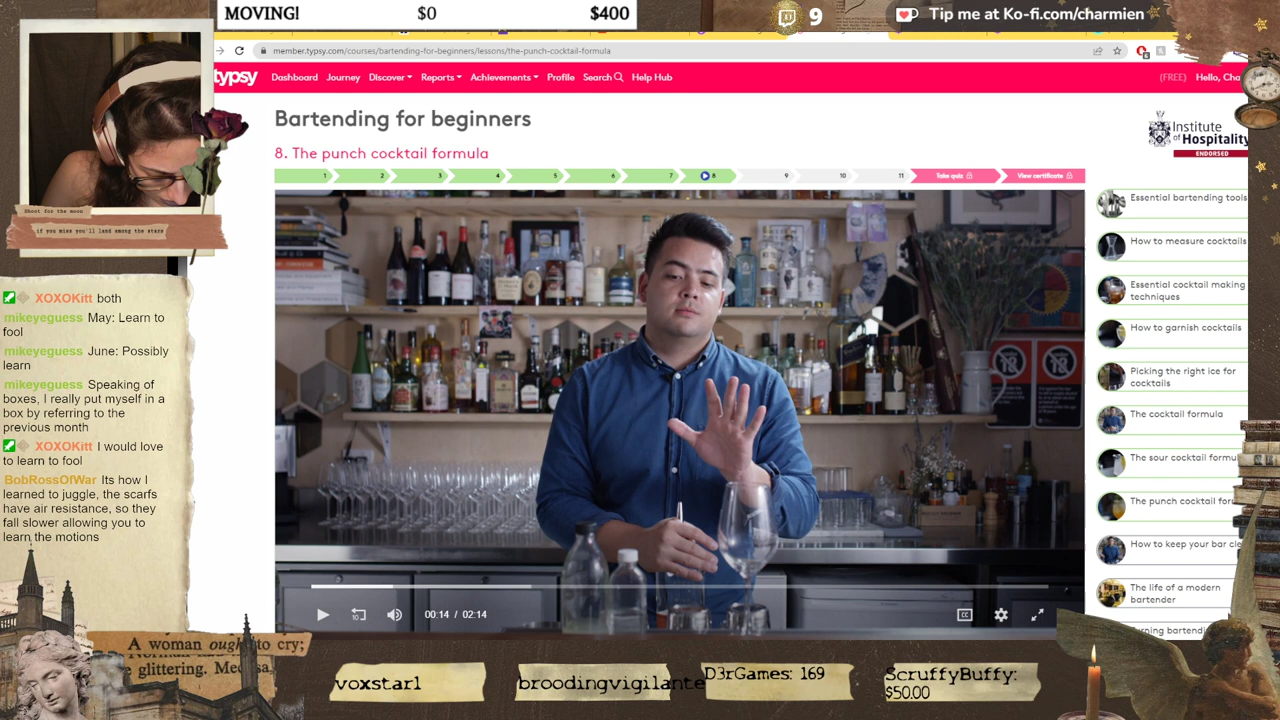 MOVING! $0 $400
9
Tip me at Ko-fi.com/charmien
member.typsy.com/courses/bartending-for-beginners/lessons/the-punch-cocktail-formula
typsy Dashboard Journey Discover Reports Achievements Profile Search Help Hub (FREE) Hello, Cha
Bartending for beginners
Institute of Hospitality
ENDORSED
8. The punch cocktail formula
1 2 3 4 5 6 7 8 9 10 11 Take quiz View certificate
Shoot for the moon
if you miss you'll land among the stars
Essential bartending tools
How to measure cocktails
Essential cocktail making
techniques
How to garnish cocktails
Picking the right ice for
cocktails
The cocktail formula
The sour cocktail formu
The punch cocktail for
How to keep your bar cle
The life of a modern
bartender
XOXOKitt both
mikeyeguess May: Learn to
fool
mikeyeguess June: Possibly
learn
mikeyeguess Speaking of
boxes, I really put myself in a
box by referring to the
previous month
XOXOKitt I would love
to learn to fool
BobRossOfWar Its how I
learned to juggle, the scarfs
have air resistance, so they
fall slower allowing you to
learn the motions
10
00:14 / 02:14
CC
A woman ought to cry;
glittering.
voxstar1
broodingvigilante
D3rGames: 169
ScruffyBuffy:
$50.00